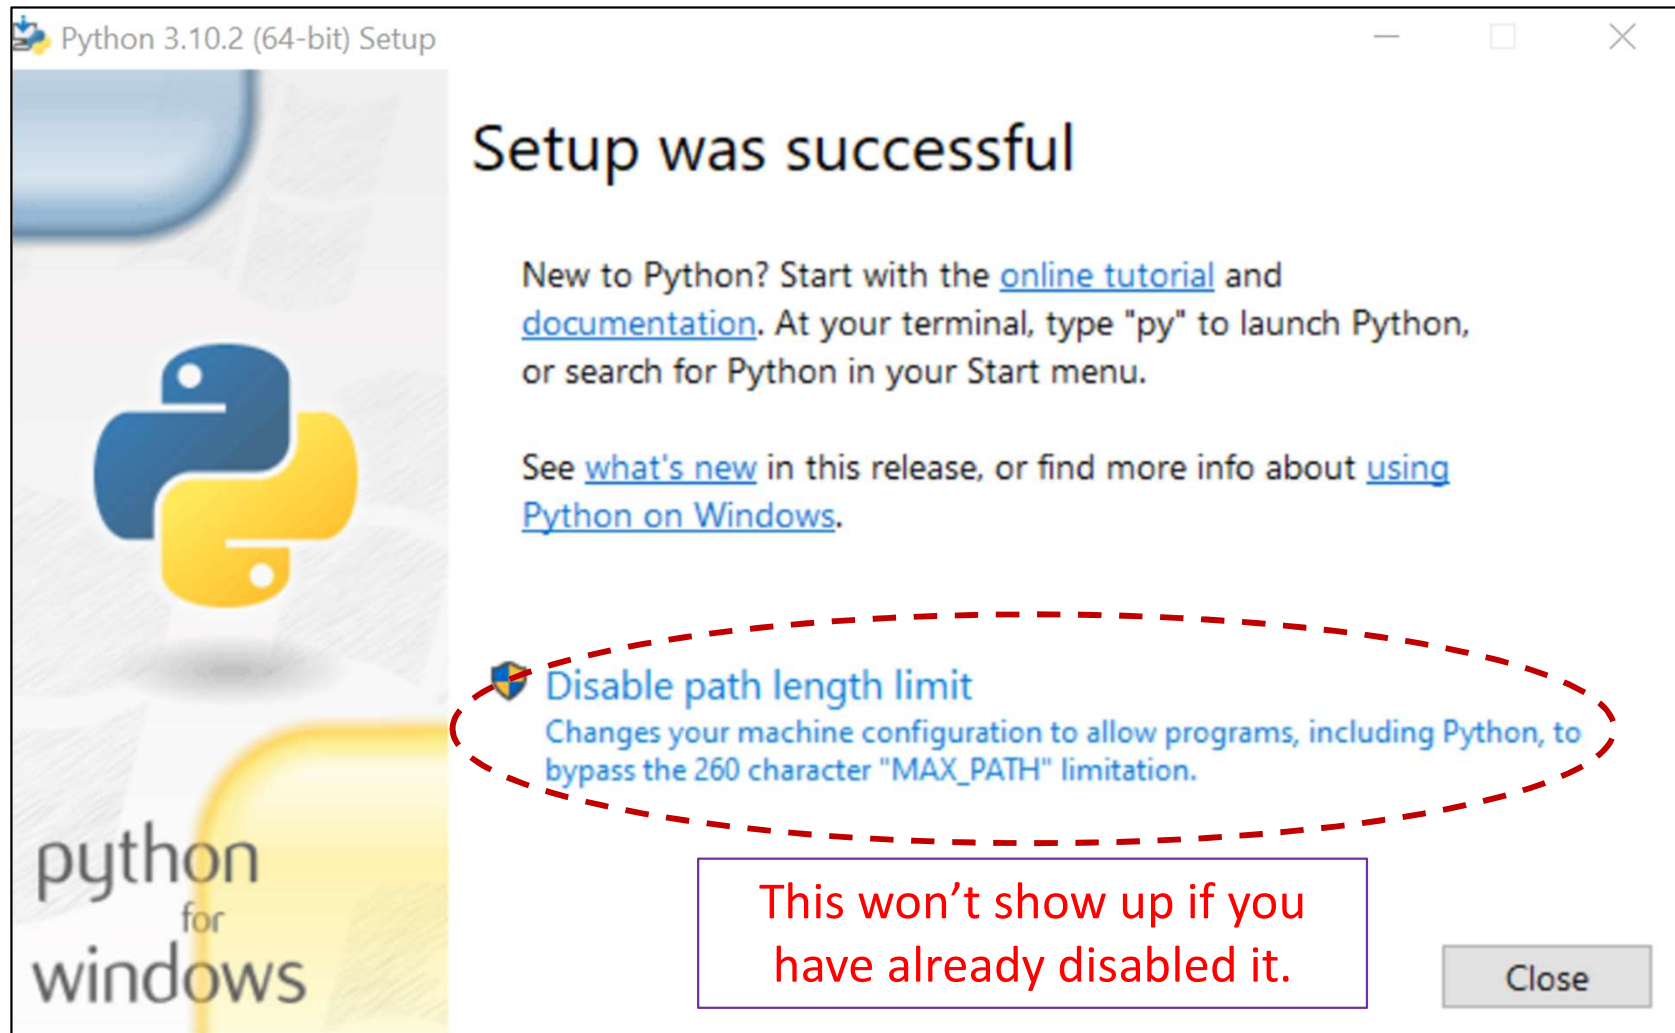 Python 3.10.2 (64-bit) Setup
Setup was successful
New to Python? Start with the online tutorial and
documentation. At your terminal, type "py" to launch Python,
or search for Python in your Start menu.
See what's new in this release, or find more info about using
Python on Windows.
Disable path length limit
Changes your machine configuration to allow programs, including Python, to
bypass the 260 character "MAX_PATH" limitation.
python
for
windows
This won’t show up if you
have already disabled it.
Close